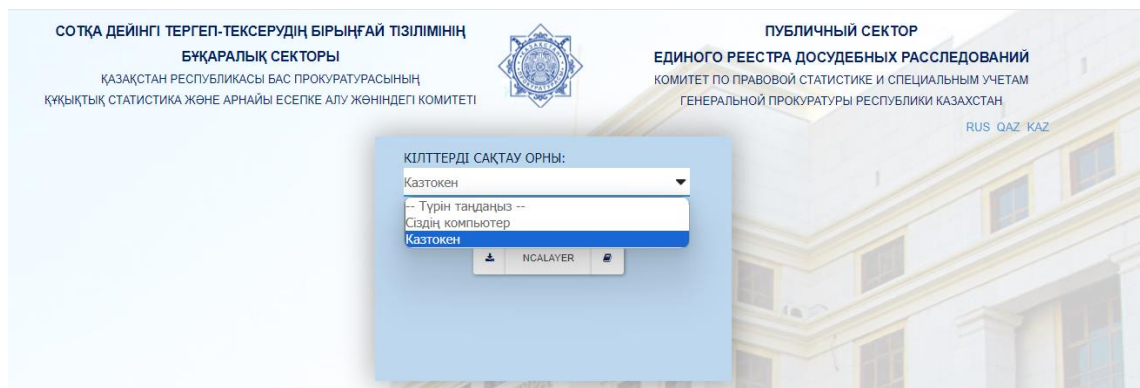 СОТҚА ДЕЙІНГІ ТЕРГЕП-ТЕКСЕРУДІҢ БІРЫҢҒАЙ ТІЗІЛІМІНІҢ
БҰҚАРАЛЫҚ СЕКТОРЫ
ҚАЗАҚСТАН РЕСПУБЛИКАСЫ БАС ПРОКУРАТУРАСЫНЫҢ
ҚҰҚЫҚТЫҚ СТАТИСТИКА ЖӘНЕ АРНАЙЫ ЕСЕПКЕ АЛУ ЖӨНІНДЕГІ КОМИТЕТІ
ПУБЛИЧНЫЙ СЕКТОР
ЕДИНОГО РЕЕСТРА ДОСУДЕБНЫХ РАССЛЕДОВАНИЙ
КОМИТЕТ ПО ПРАВОВОЙ СТАТИСТИКЕ И СПЕЦИАЛЬНЫМ УЧЕТАМ
ГЕНЕРАЛЬНОЙ ПРОКУРАТУРЫ РЕСПУБЛИКИ КАЗАХСТАН
RUS QAZ KAZ
КІЛТТЕРДІ САҚТАУ ОРНЫ:
Казтокен
-- Түрін таңдаңыз --
Сіздің компьютер
Казтокен
NCALAYER